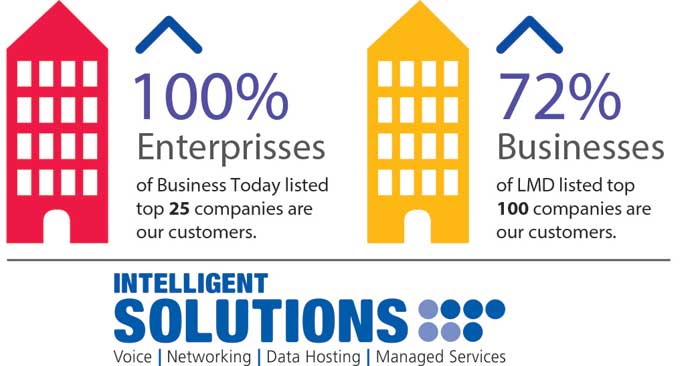 100%
Enterprisses
of Business Today listed
top 25 companies are
our customers.
72%
Businesses
of LMD listed top
100 companies are
our customers.
INTELLIGENT
SOLUTIONS
Voice | Networking | Data Hosting | Managed Services